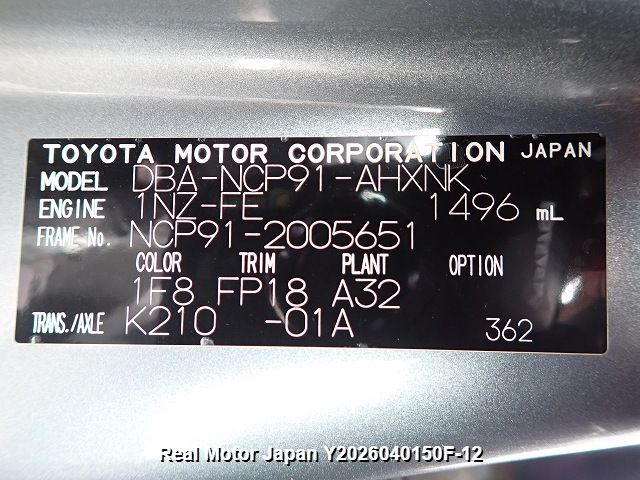 TOYOTA MOTOR CORPORATION JAPAN
MODEL DBA-NCP91-AHXNK
ENGINE 1NZ-FE 1496 mL
FRAME No. NCP91-2005651
COLOR TRIM PLANT OPTION
1F8 FP18 A32
TRANS./AXLE K210 -01A 362
Real Motor Japan Y2026040150F-12